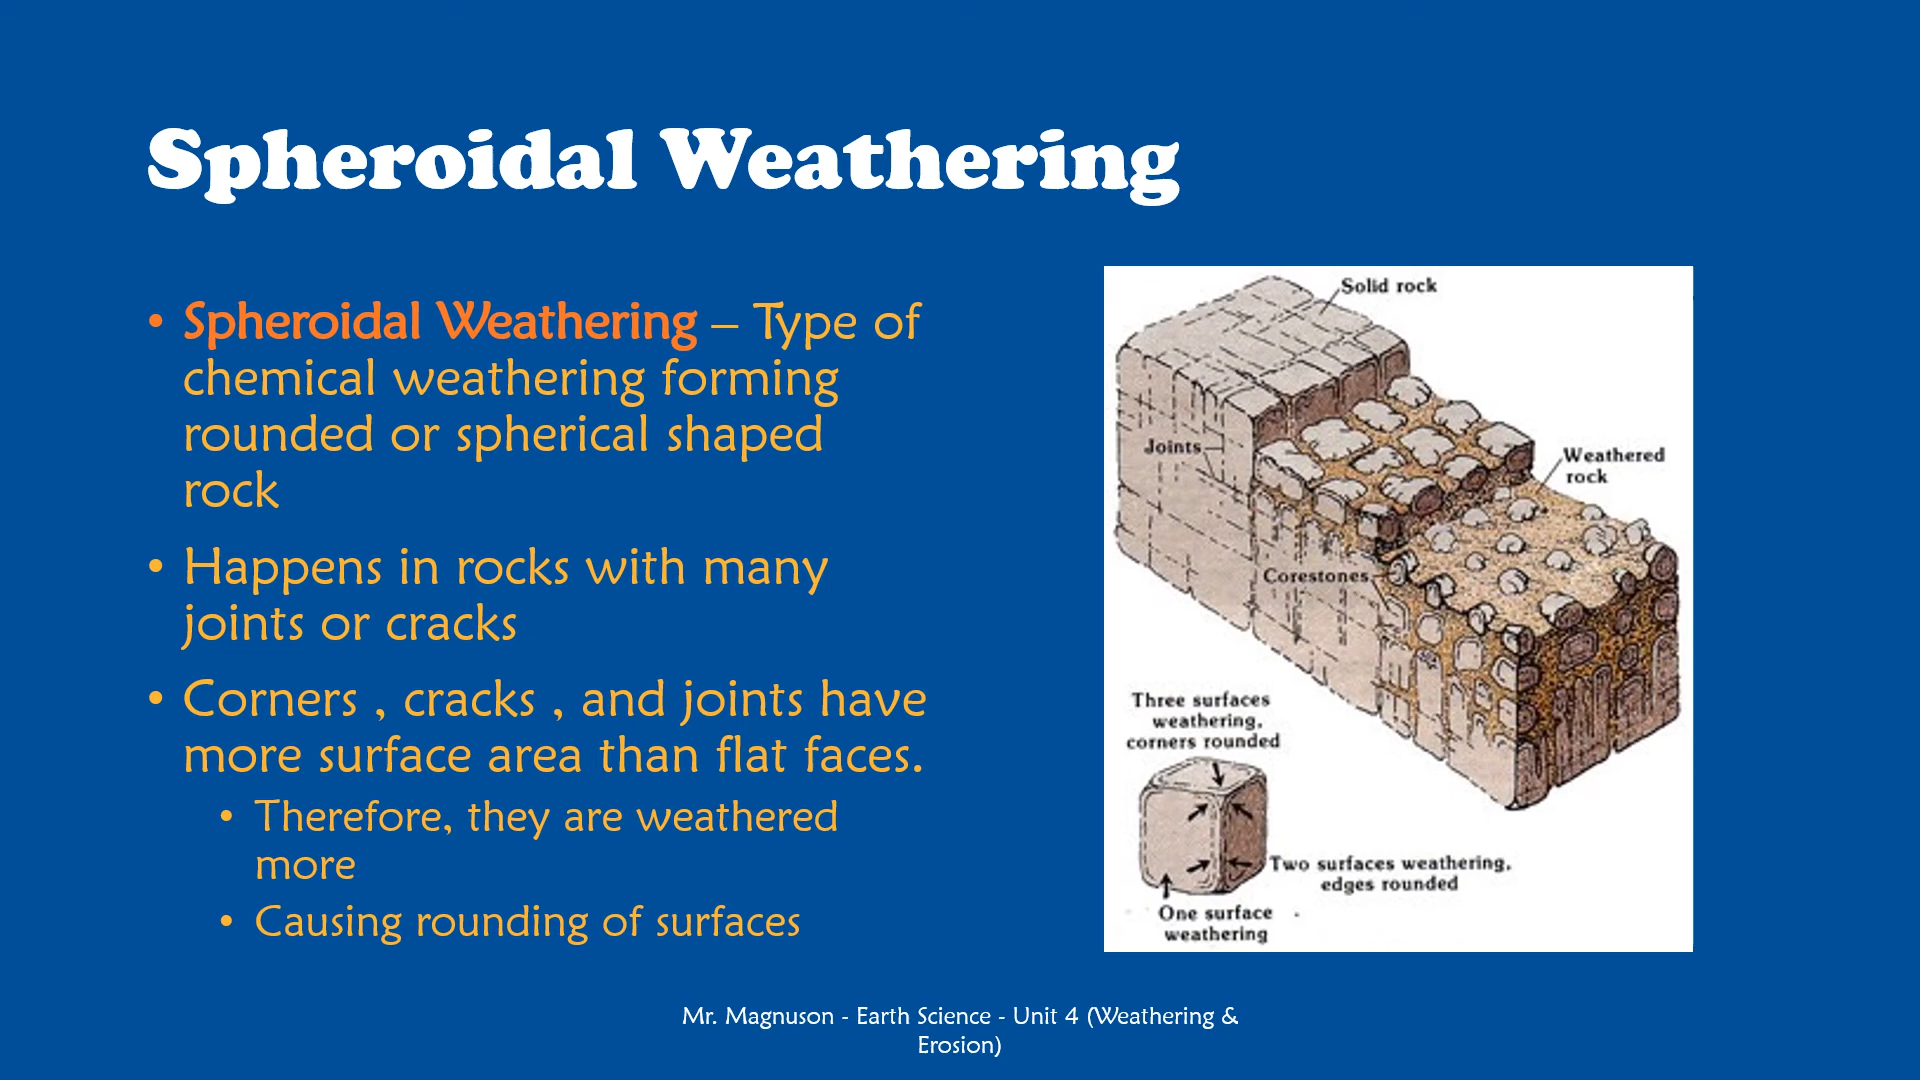 Spheroidal Weathering
• Spheroidal Weathering – Type of
chemical weathering forming
rounded or spherical shaped
rock
• Happens in rocks with many
joints or cracks
• Corners , cracks , and joints have
more surface area than flat faces.
• Therefore, they are weathered
more
• Causing rounding of surfaces
Solid rock
Joints
Weathered
rock
Corestones
Three surfaces
weathering,
corners rounded
Two surfaces weathering,
edges rounded
One surface
weathering
Mr. Magnuson - Earth Science - Unit 4 (Weathering &
Erosion)